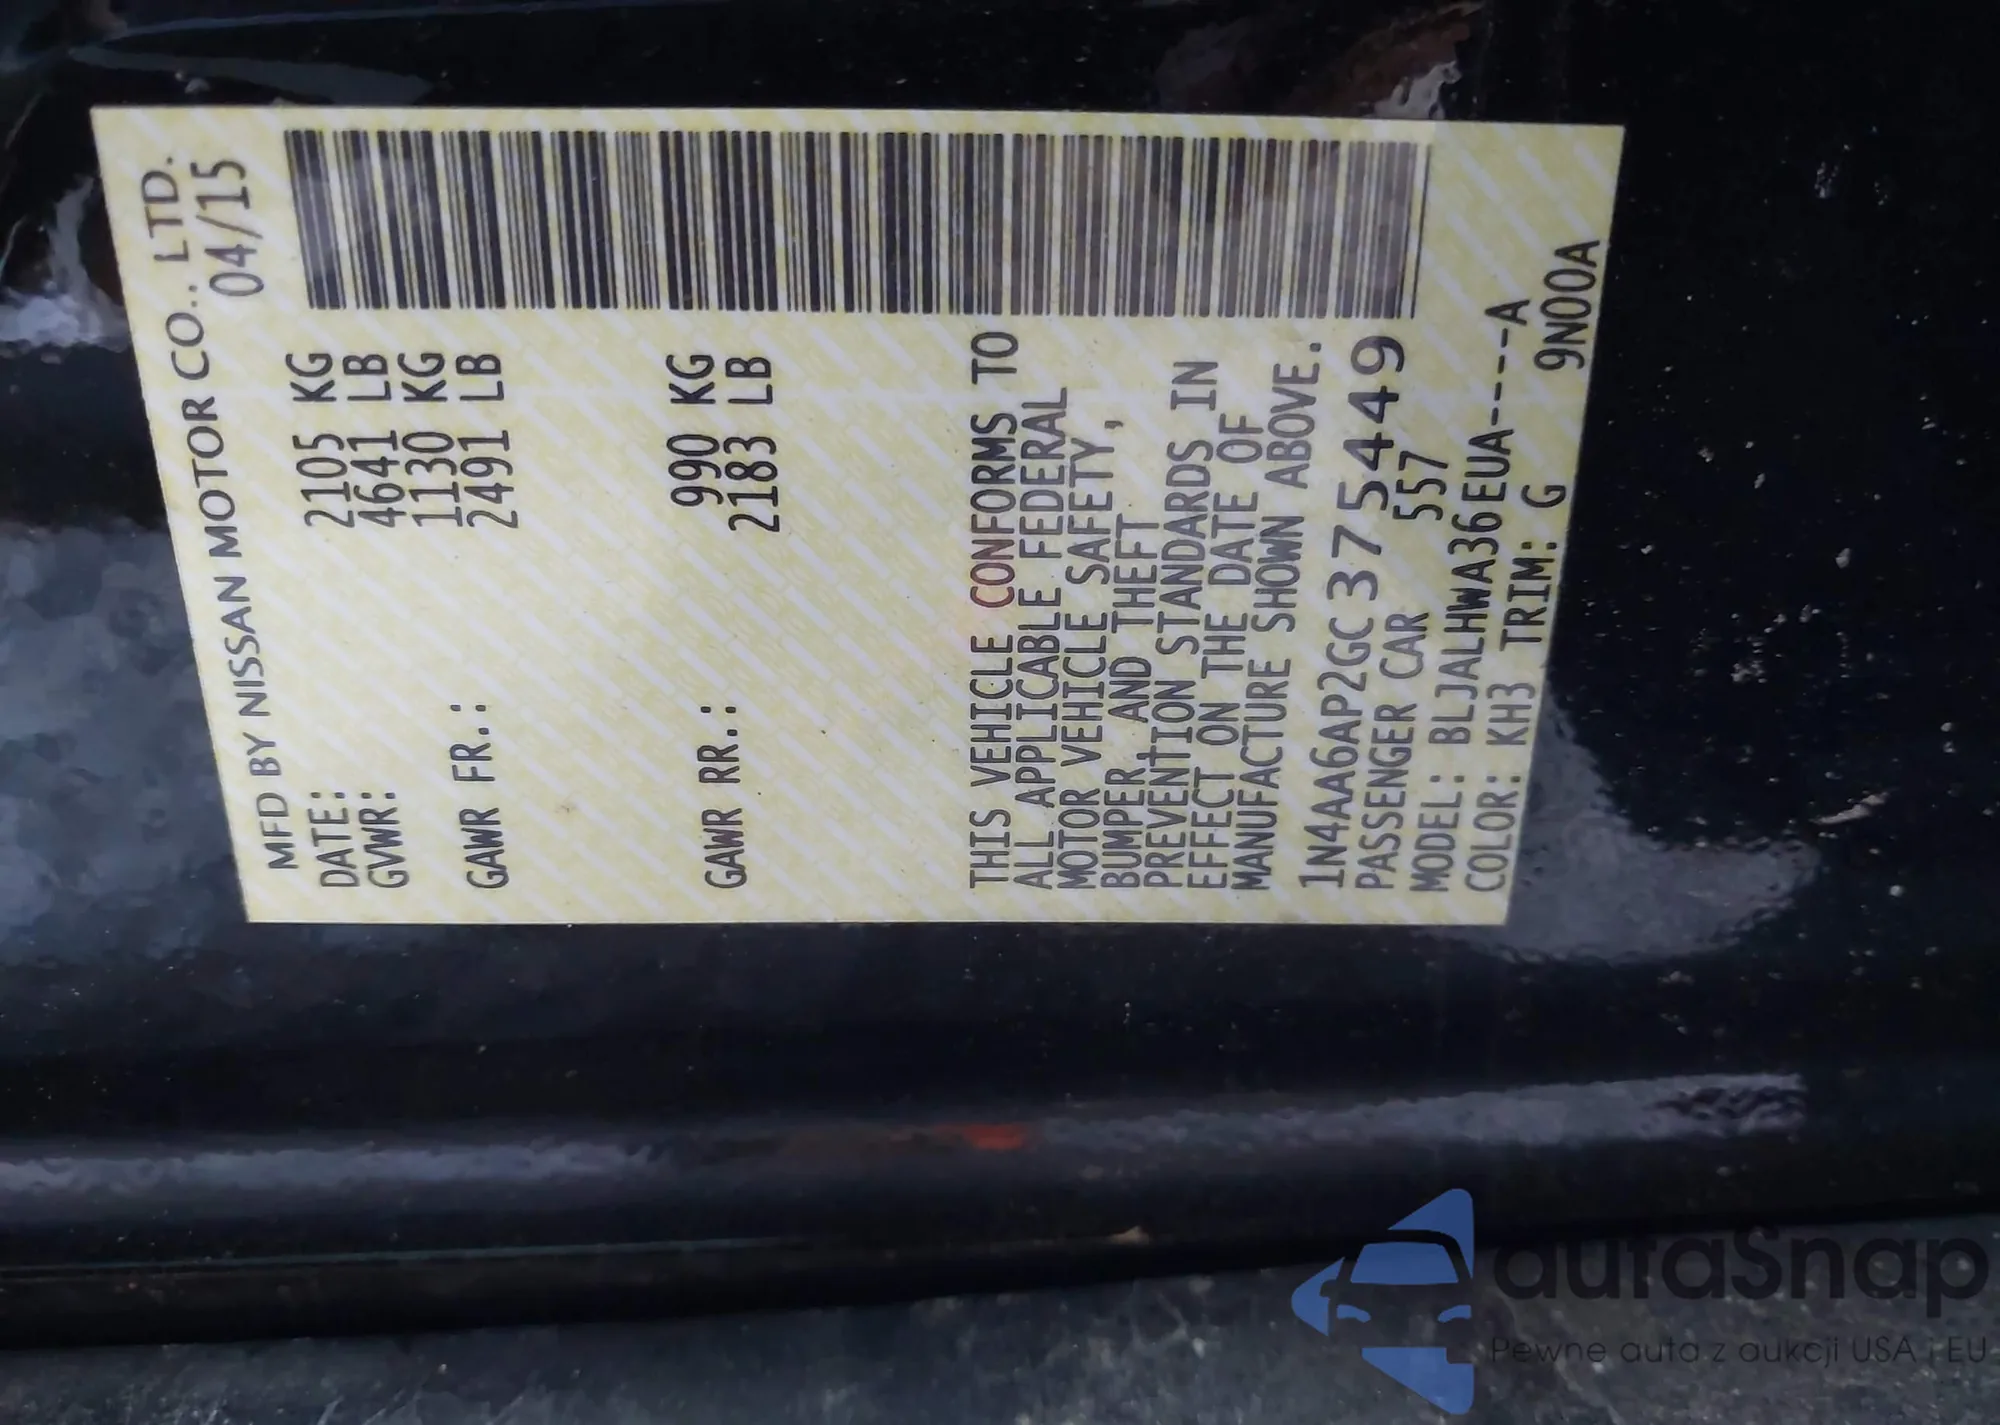 MFD BY NISSAN MOTOR CO., LTD.
DATE: 04/15
GVWR: 2105 KG
4641 LB
GAWR FR.: 1130 KG
2491 LB
GAWR RR.: 990 KG
2183 LB
THIS VEHICLE CONFORMS TO
ALL APPLICABLE FEDERAL
MOTOR VEHICLE SAFETY,
BUMPER, AND THEFT
PREVENTION STANDARDS IN
EFFECT ON THE DATE OF
MANUFACTURE SHOWN ABOVE.
1N4AA6AP2GC375449
PASSENGER CAR 557
MODEL: BLJALHWA36EUA----A
COLOR: KH3 TRIM: G 9N00A
autaSnap
Pewne auta z aukcji USA i EU